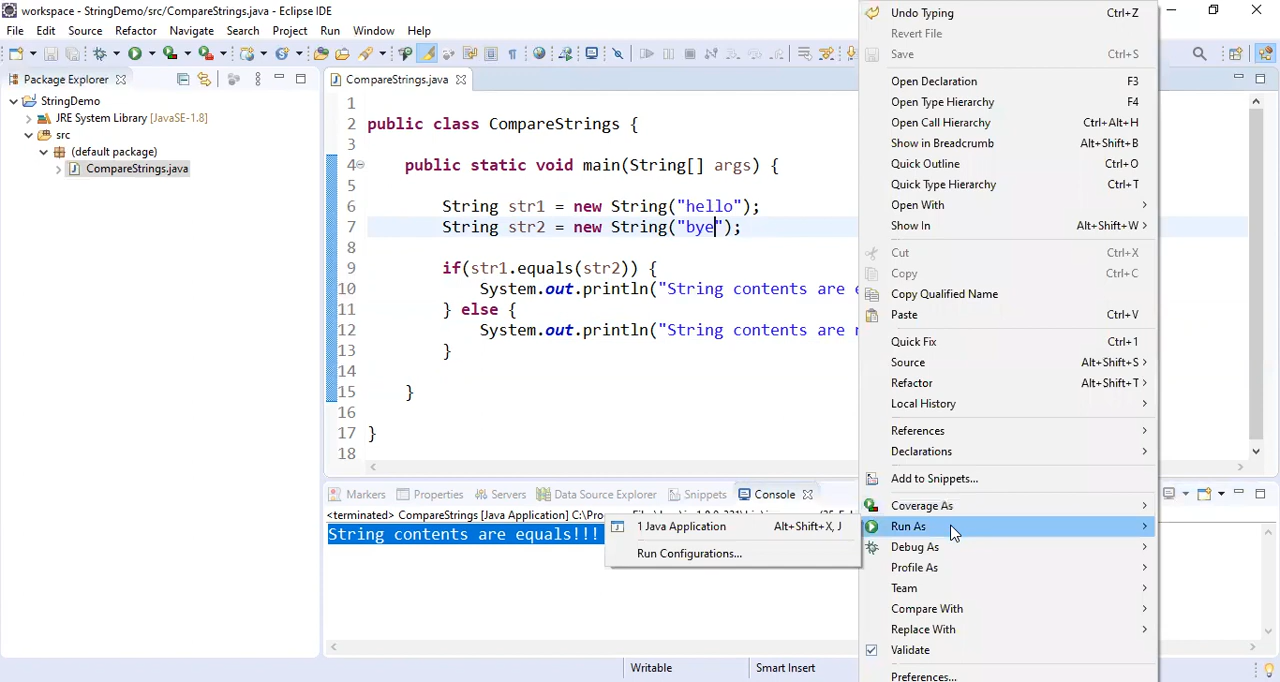 workspace - StringDemo/src/CompareStrings.java - Eclipse IDE
File Edit Source Refactor Navigate Search Project Run Window Help
Package Explorer
StringDemo
JRE System Library [JavaSE-1.8]
src
(default package)
CompareStrings.java
CompareStrings.java
1
2 public class CompareStrings {
3
4 public static void main(String[] args) {
5
6 String str1 = new String("hello");
7 String str2 = new String("bye");
8
9 if(str1.equals(str2)) {
10 System.out.println("String contents are
11 } else {
12 System.out.println("String contents are
13 }
14
15 }
16
17 }
18
Markers Properties Servers Data Source Explorer Snippets Console
<terminated> CompareStrings [Java Application] C:\Pro
String contents are equals!!!
1 Java Application Alt+Shift+X, J
Run Configurations...
Undo Typing Ctrl+Z
Revert File
Save Ctrl+S
Open Declaration F3
Open Type Hierarchy F4
Open Call Hierarchy Ctrl+Alt+H
Show in Breadcrumb Alt+Shift+B
Quick Outline Ctrl+O
Quick Type Hierarchy Ctrl+T
Open With
Show In Alt+Shift+W
Cut Ctrl+X
Copy Ctrl+C
Copy Qualified Name
Paste Ctrl+V
Quick Fix Ctrl+1
Source Alt+Shift+S
Refactor Alt+Shift+T
Local History
References
Declarations
Add to Snippets...
Coverage As
Run As
Debug As
Profile As
Team
Compare With
Replace With
Validate
Preferences...
Writable Smart Insert